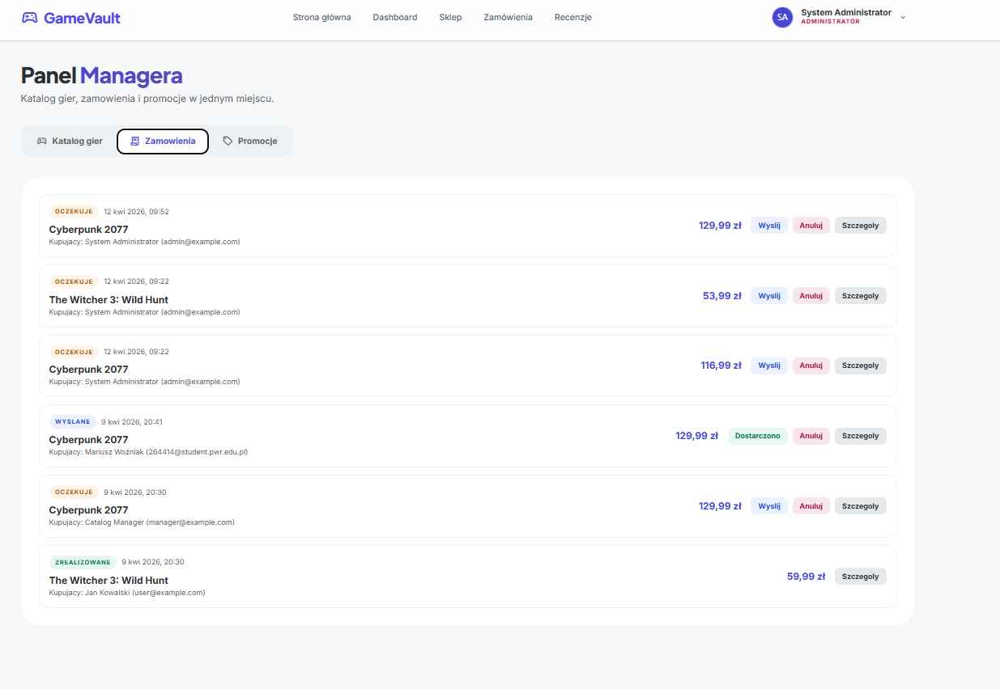 GameVault
Strona główna Dashboard Sklep Zamówienia Recenzje
SA System Administrator
ADMINISTRATOR
Panel Managera
Katalog gier, zamowienia i promocje w jednym miejscu.
Katalog gier Zamowienia Promocje
OCZEKUJE 12 kwi 2026, 09:52
Cyberpunk 2077
Kupujacy: System Administrator (admin@example.com)
129,99 zł Wyslij Anuluj Szczegoly
OCZEKUJE 12 kwi 2026, 09:22
The Witcher 3: Wild Hunt
Kupujacy: System Administrator (admin@example.com)
53,99 zł Wyslij Anuluj Szczegoly
OCZEKUJE 12 kwi 2026, 09:22
Cyberpunk 2077
Kupujacy: System Administrator (admin@example.com)
116,99 zł Wyslij Anuluj Szczegoly
WYSLANE 9 kwi 2026, 20:41
Cyberpunk 2077
Kupujacy: Mariusz Woźniak (264414@student.pwr.edu.pl)
129,99 zł Dostarczono Anuluj Szczegoly
OCZEKUJE 9 kwi 2026, 20:30
Cyberpunk 2077
Kupujacy: Catalog Manager (manager@example.com)
129,99 zł Wyslij Anuluj Szczegoly
ZREALIZOWANE 9 kwi 2026, 20:30
The Witcher 3: Wild Hunt
Kupujacy: Jan Kowalski (user@example.com)
59,99 zł Szczegoly